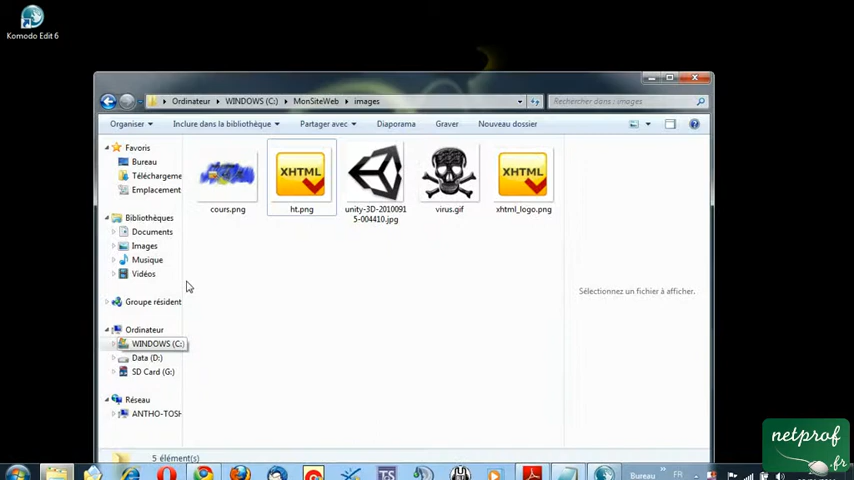 Komodo Edit 6
Ordinateur
WINDOWS (C:)
MonSiteWeb
images
Rechercher dans : images
Organiser
Inclure dans la bibliothèque
Partager avec
Diaporama
Graver
Nouveau dossier
Favoris
Bureau
Téléchargeme
Emplacement
Bibliothèques
Documents
Images
Musique
Vidéos
Groupe résident
Ordinateur
WINDOWS (C:)
Data (D:)
SD Card (G:)
Réseau
ANTHO-TOSH
XHTML
XHTML
cours.png
ht.png
unity-3D-2010091
5-004410.jpg
virus.gif
xhtml_logo.png
Sélectionnez un fichier à afficher.
5 élément(s)
TS
Bureau
FR
netprof
.fr